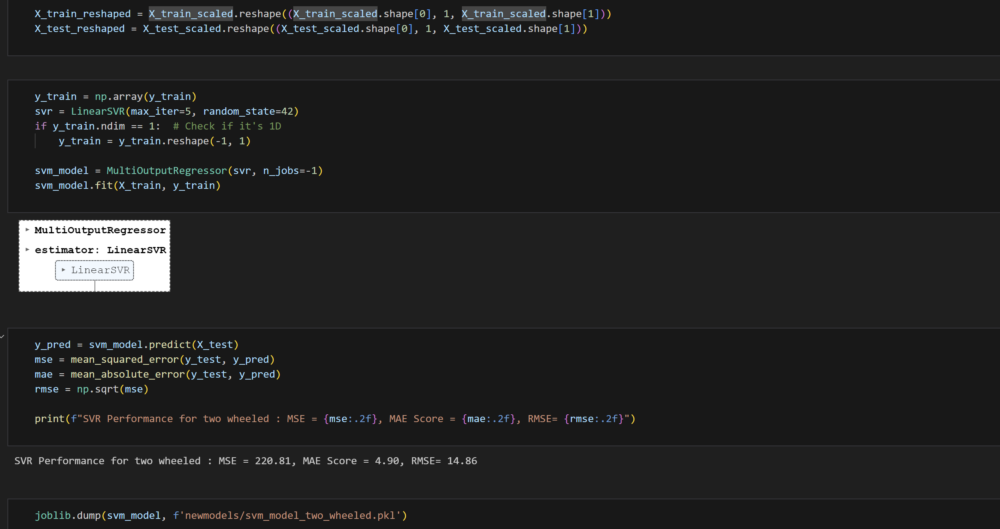 X_train_reshaped = X_train_scaled.reshape((X_train_scaled.shape[0], 1, X_train_scaled.shape[1]))
X_test_reshaped = X_test_scaled.reshape((X_test_scaled.shape[0], 1, X_test_scaled.shape[1]))
y_train = np.array(y_train)
svr = LinearSVR(max_iter=5, random_state=42)
if y_train.ndim == 1:  # Check if it's 1D
    y_train = y_train.reshape(-1, 1)
svm_model = MultiOutputRegressor(svr, n_jobs=-1)
svm_model.fit(X_train, y_train)
MultiOutputRegressor
estimator: LinearSVR
LinearSVR
y_pred = svm_model.predict(X_test)
mse = mean_squared_error(y_test, y_pred)
mae = mean_absolute_error(y_test, y_pred)
rmse = np.sqrt(mse)
print(f"SVR Performance for two wheeled : MSE = {mse:.2f}, MAE Score = {mae:.2f}, RMSE= {rmse:.2f}")
SVR Performance for two wheeled : MSE = 220.81, MAE Score = 4.90, RMSE= 14.86
joblib.dump(svm_model, f'newmodels/svm_model_two_wheeled.pkl')